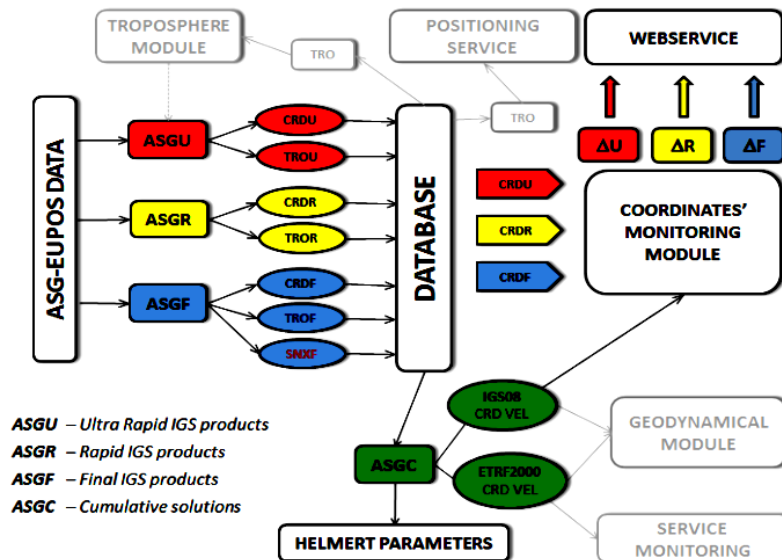 TROPOSPHERE
MODULE
TRO
POSITIONING
SERVICE
TRO
WEBSERVICE
ΔU
ΔR
ΔF
ASG-EUPOS DATA
ASGU
CRDU
TROU
ASGR
CRDR
TROR
ASGF
CRDF
TROF
SNXF
DATABASE
CRDU
CRDR
CRDF
COORDINATES'
MONITORING
MODULE
IGS08
CRD VEL
ASGC
ETRF2000
CRD VEL
GEODYNAMICAL
MODULE
SERVICE
MONITORING
HELMERT PARAMETERS
ASGU – Ultra Rapid IGS products
ASGR – Rapid IGS products
ASGF – Final IGS products
ASGC – Cumulative solutions